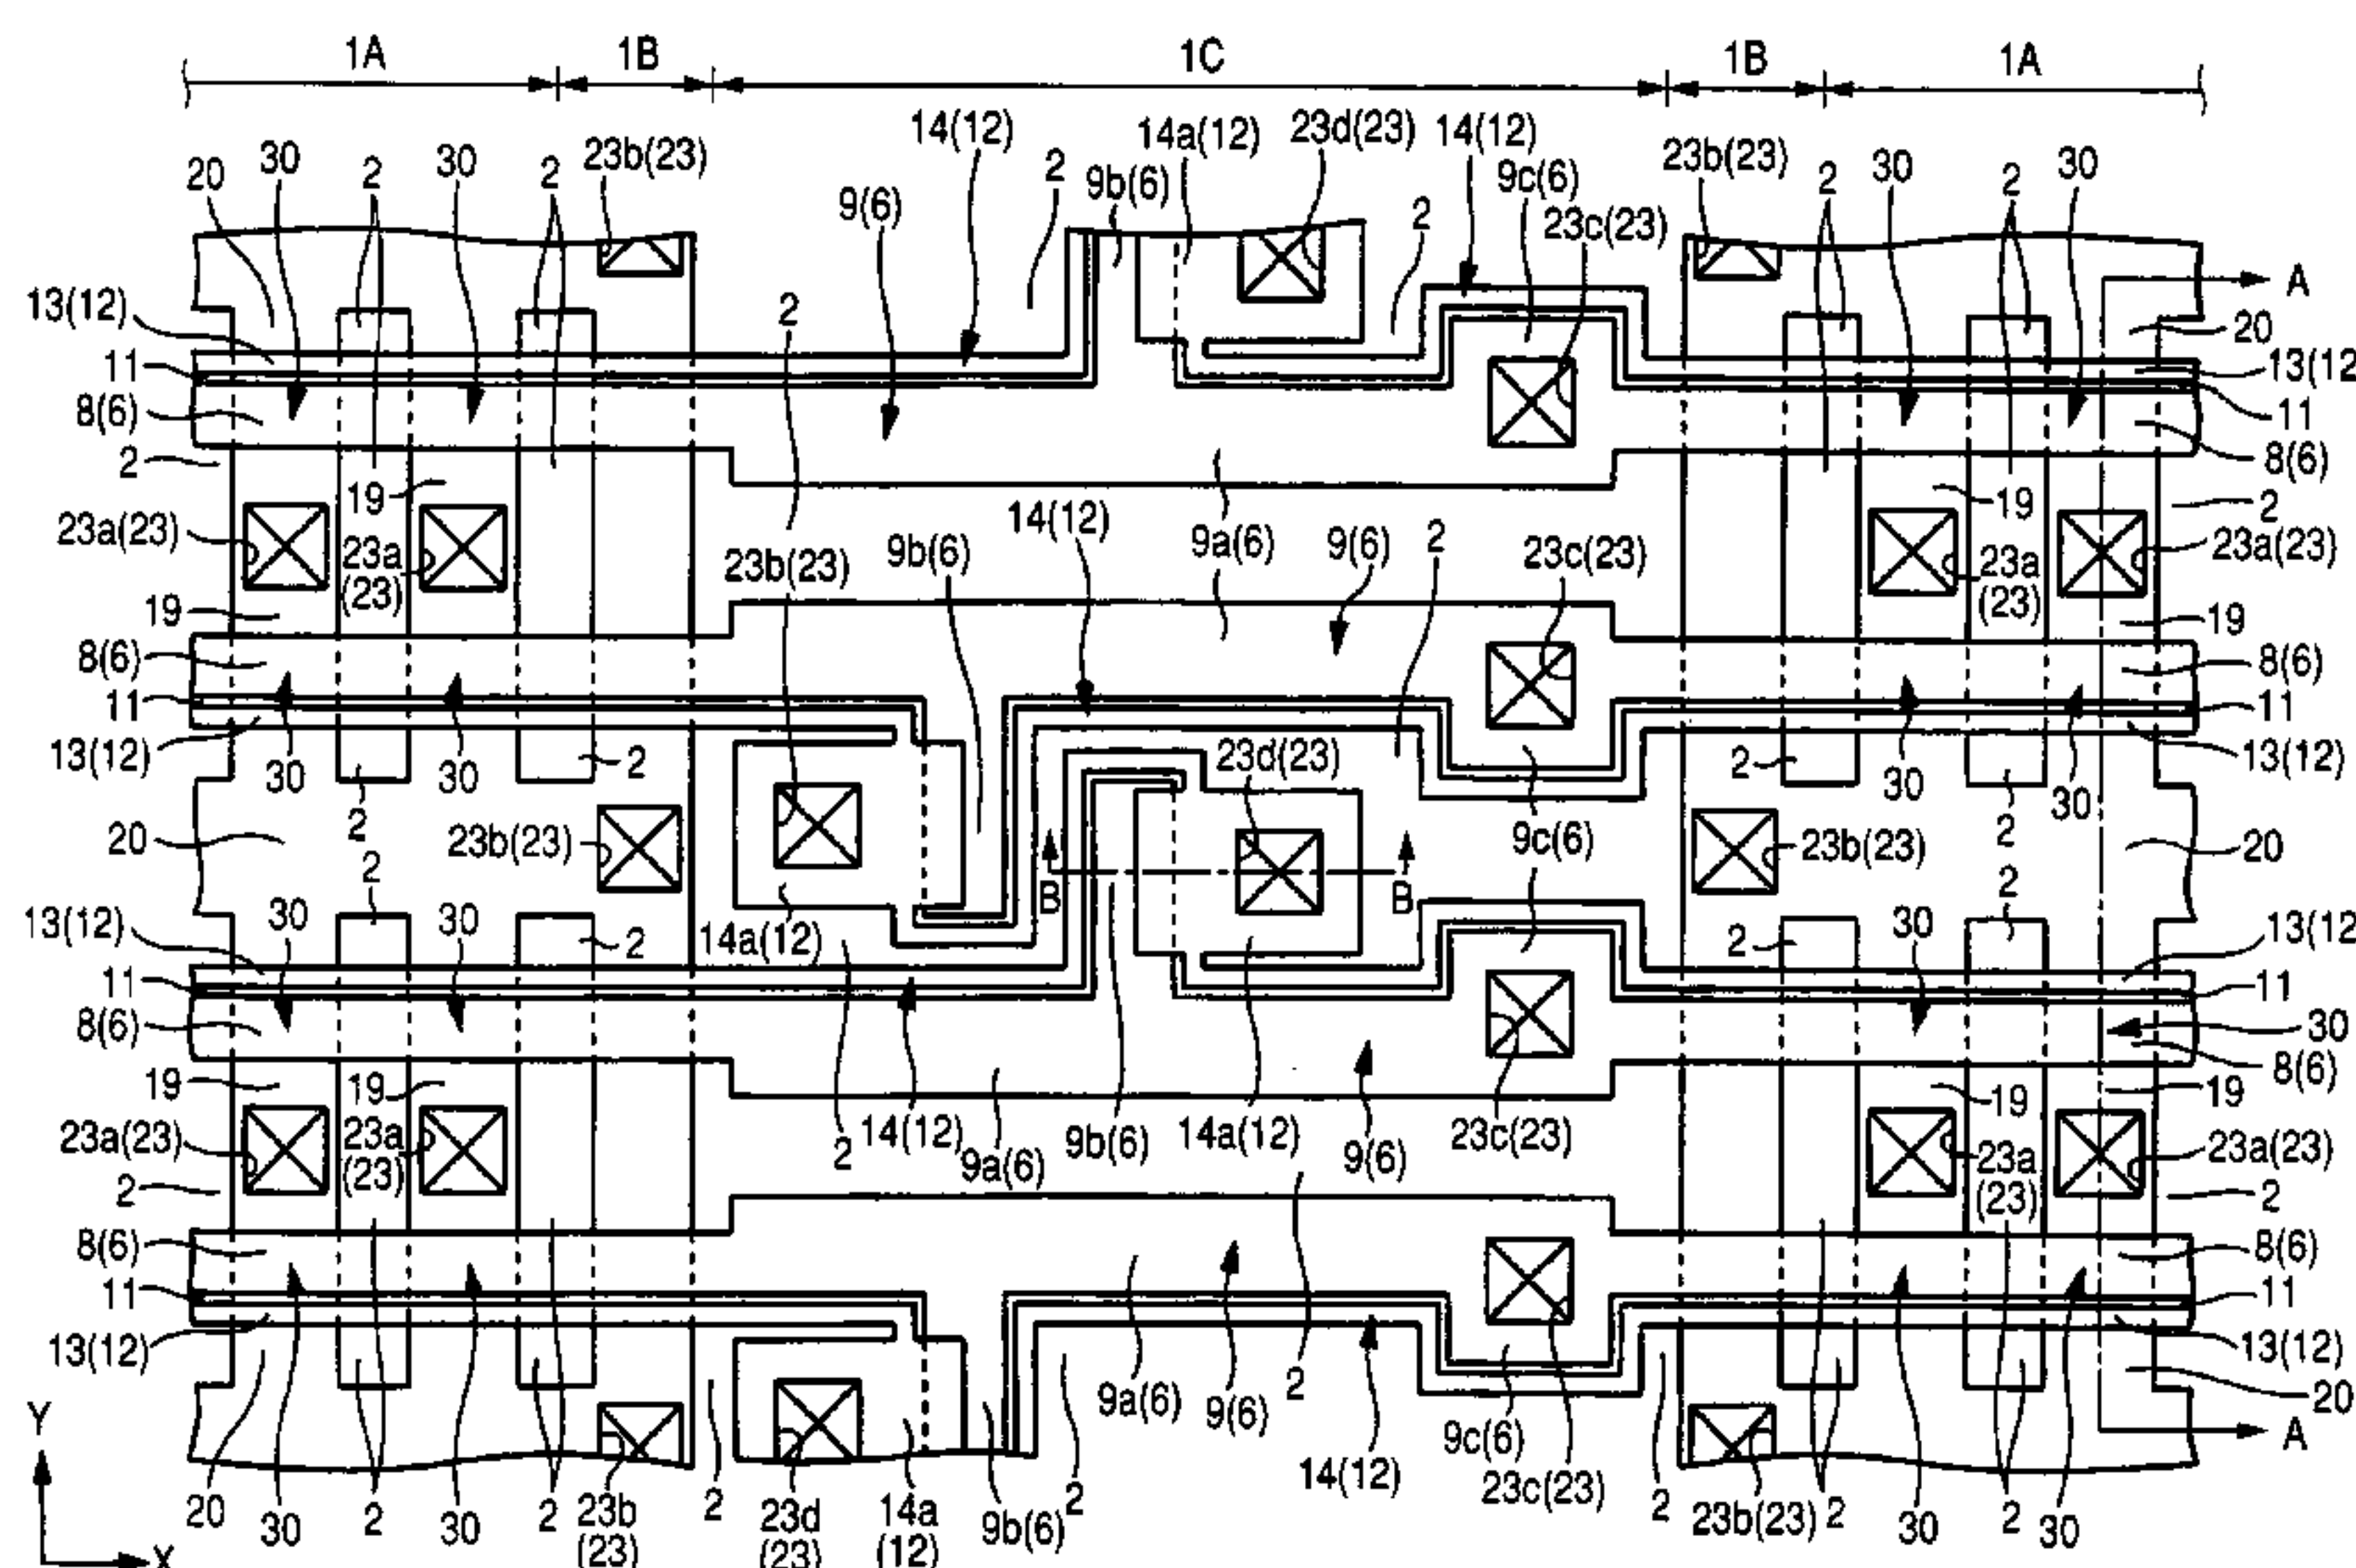 1A 1B 1C 1B 1A
14(12) 14a(12) 23d(23) 14(12)
20 30 2 30 2 23b(23) 9(6) 2 9b(6) 2 9c(6) 23c(23) 23b(23) 2 30 2 30
A
13(12) 2 20
11 13(12
8(6) 11
2 8(6)
19 14(12) 19 2
23a(23) 23a (23) 23b(23) 9b(6) 9a(6) 9(6) 2 23c(23) 23a (23) 23a(23)
19 19
8(6) 8(6)
11 11
13(12) 30 2 30 2 23d(23) 2 30 2 30 13(12)
20 23b(23) 9c(6) 23b(23) 20
2 B B 2
13(12) 30 30 2 14a(12) 2 30 13(12
11 11
8(6) 30
19 19 8(6)
19 19
23a(23) 23a (23) 2 14(12) 9a(6) 9b(6) 14a(12) 9(6) 23c(23) 23a (23) 23a(23)
2 2
8(6) 8(6)
11 11
13(12) 2 13(12)
9a(6) 9(6) 20
Y 9c(6) A
14(12) 23c(23)
20 30 2 30 2 23b (23) 2 23d (23) 14a (12) 9b(6) 2 2 23b(23) 2 30 2 30
X